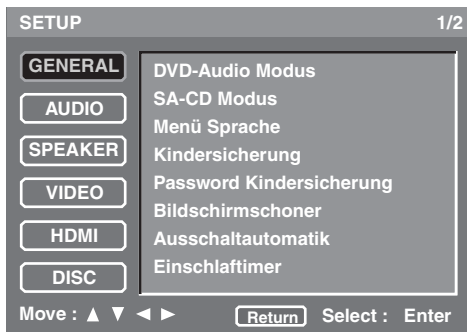 SETUP 1/2
GENERAL
AUDIO
SPEAKER
VIDEO
HDMI
DISC
DVD-Audio Modus
SA-CD Modus
Menü Sprache
Kindersicherung
Password Kindersicherung
Bildschirmschoner
Ausschaltautomatik
Einschlaftimer
Move : ▲ ▼ ◄ ► Return Select : Enter